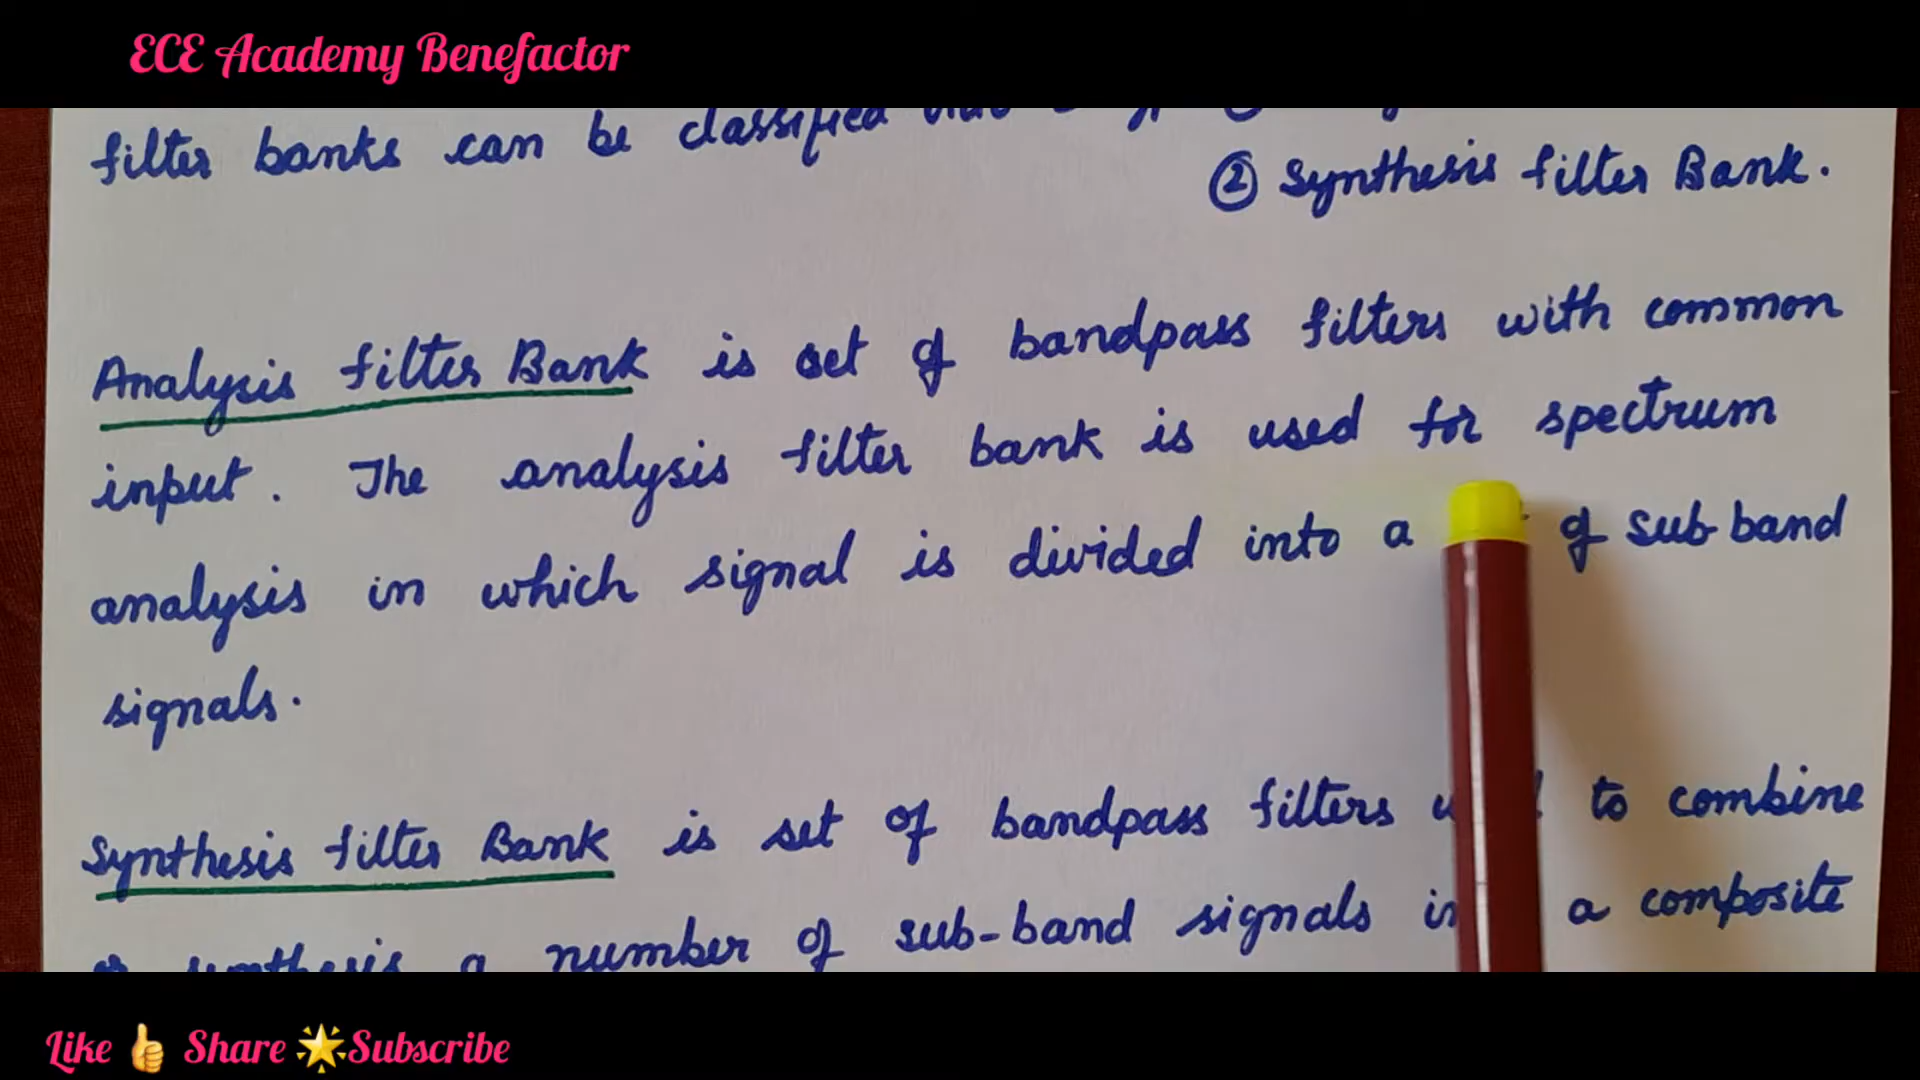 ECE Academy Benefactor
filter banks can be classified
② Synthesis filter Bank.
Analysis filter Bank is set of bandpass filters with common
input. The analysis filter bank is used for spectrum
analysis in which signal is divided into a of sub band
signals.
Synthesis filter Bank is set of bandpass filters to combine
synthesis a number of sub-band signals a composite
Like 👍 Share 🌟Subscribe